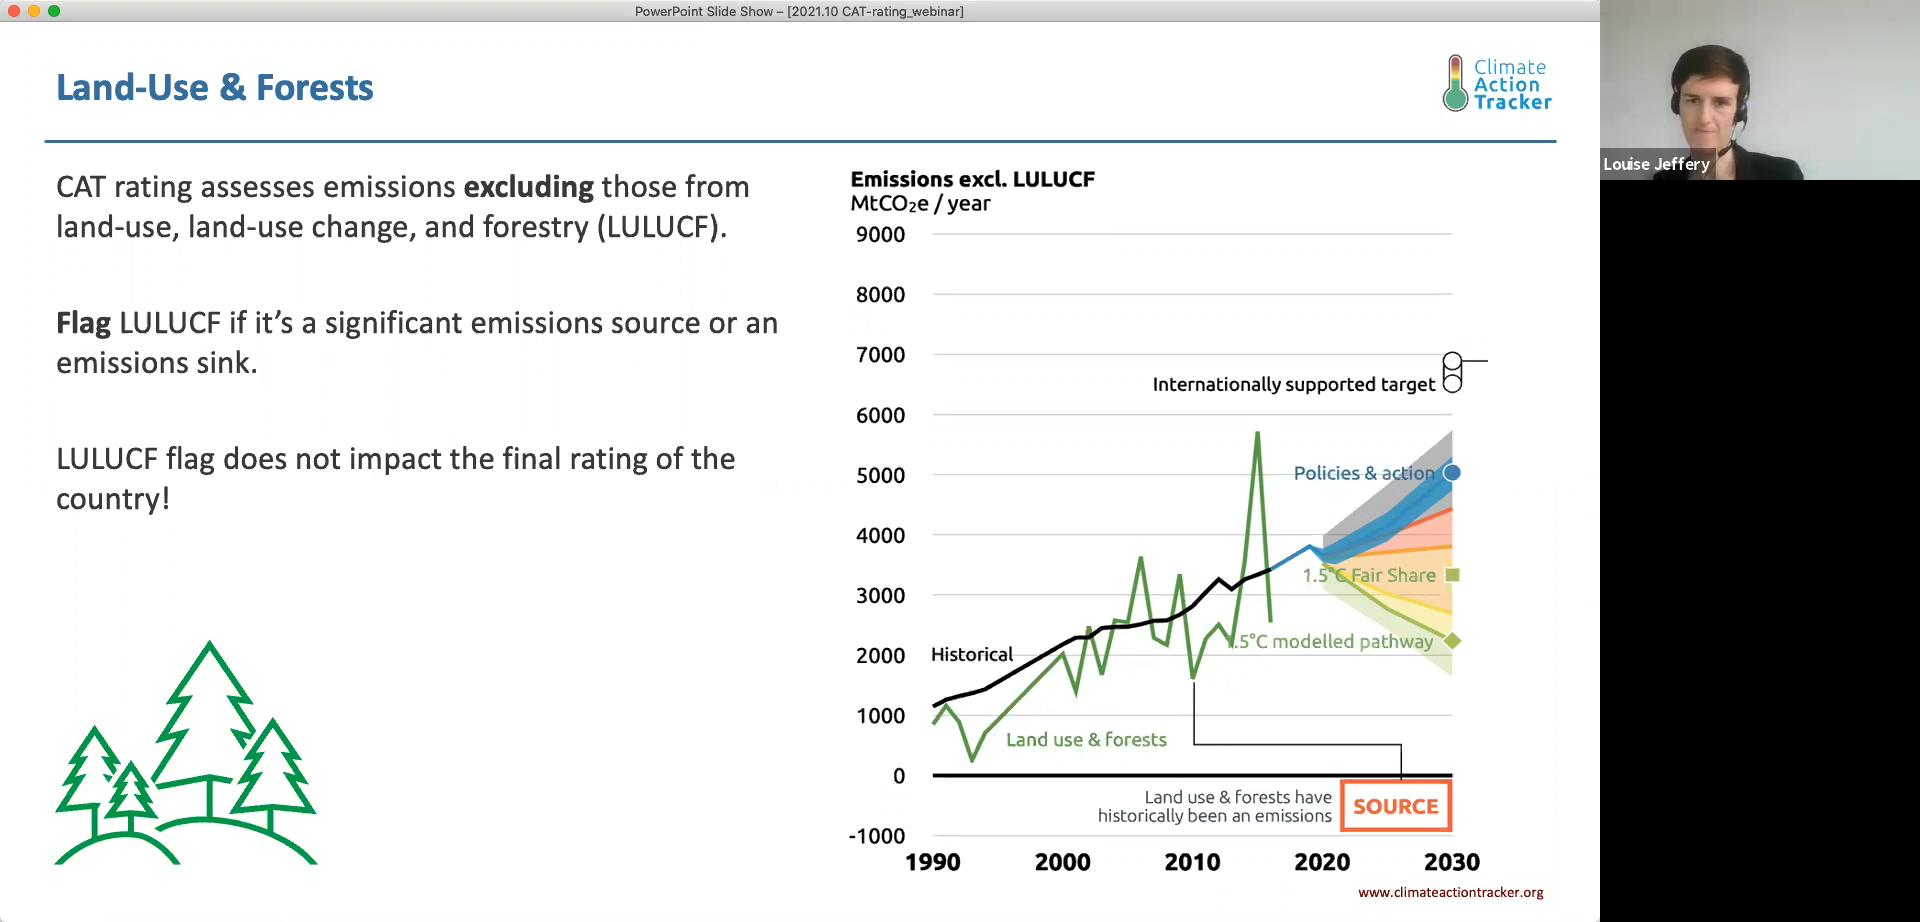 PowerPoint Slide Show – [2021.10 CAT-rating_webinar]
Land-Use & Forests
Climate
Action
Tracker
Louise Jeffery
CAT rating assesses emissions excluding those from
land-use, land-use change, and forestry (LULUCF).
Flag LULUCF if it’s a significant emissions source or an
emissions sink.
LULUCF flag does not impact the final rating of the
country!
Emissions excl. LULUCF
MtCO₂e / year
9000
8000
7000
Internationally supported target
6000
5000
Policies & action
4000
1.5°C Fair Share
3000
.5°C modelled pathway
2000
Historical
1000
Land use & forests
0
Land use & forests have
historically been an emissions
SOURCE
-1000
1990 2000 2010 2020 2030
www.climateactiontracker.org